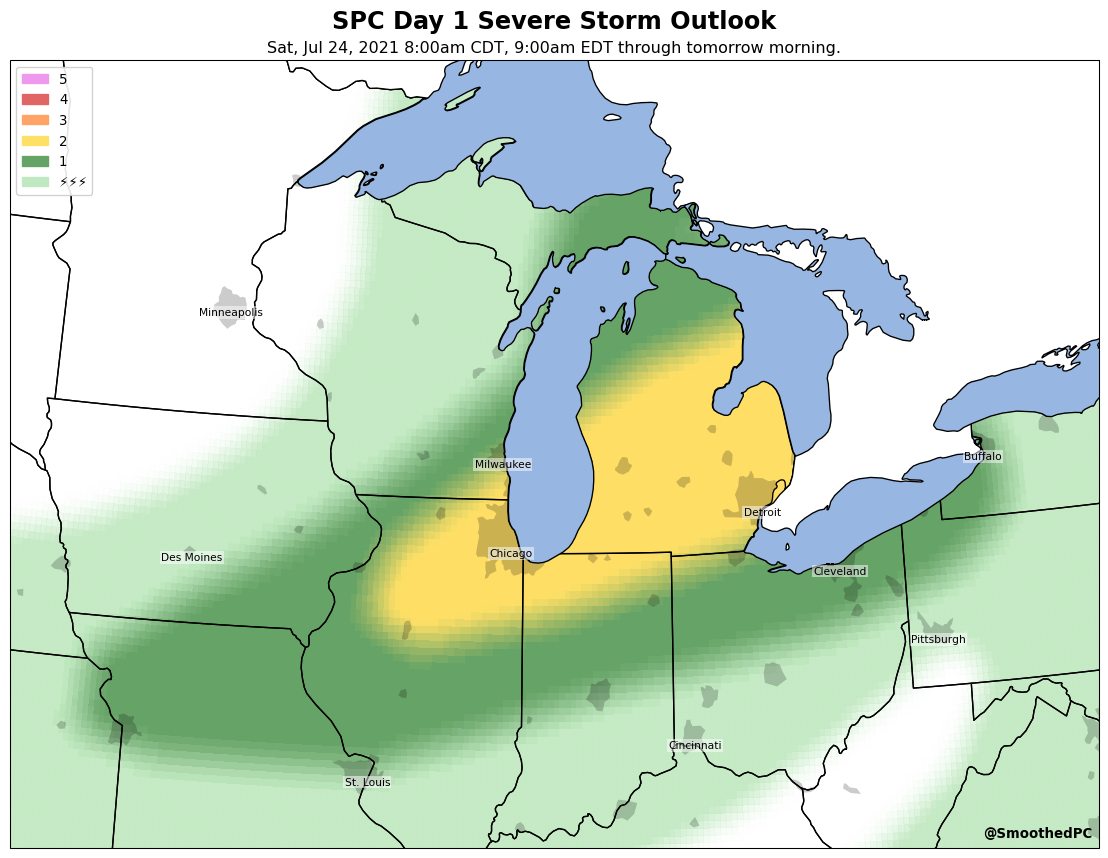 SPC Day 1 Severe Storm Outlook
Sat, Jul 24, 2021 8:00am CDT, 9:00am EDT through tomorrow morning.
5
4
3
2
1
⚡⚡⚡
Minneapolis
Milwaukee
Buffalo
Detroit
Chicago
Des Moines
Cleveland
Pittsburgh
Cincinnati
St. Louis
@SmoothedPC